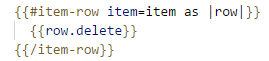 {{#item-row item=item as |row|}}
{{row.delete}}
{{/item-row}}